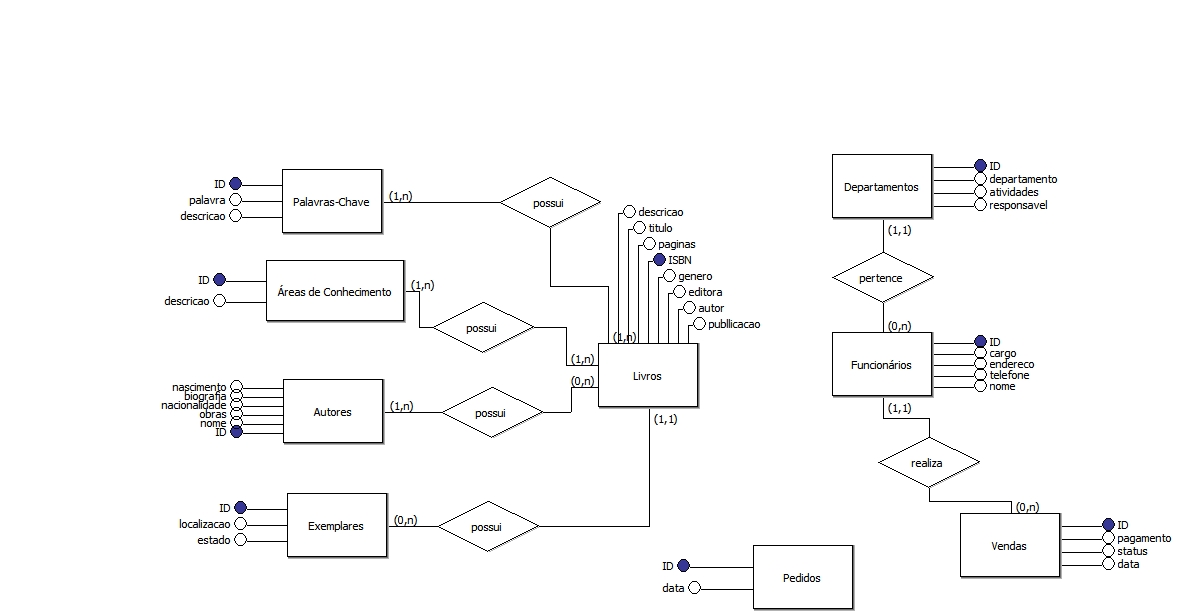 ID
palavra
descricao
Palavras-Chave
(1,n)
possui
ID
descricao
Áreas de Conhecimento
(1,n)
possui
(1,n)
(1,n)
nascimento
biografia
nacionalidade
obras
nome
ID
Autores
(1,n)
possui
(0,n)
ID
localizacao
estado
Exemplares
(0,n)
possui
(1,1)
descricao
titulo
paginas
ISBN
genero
editora
autor
publlicacao
Livros
Departamentos
ID
departamento
atividades
responsavel
(1,1)
pertence
(0,n)
Funcionários
ID
cargo
endereco
telefone
nome
(1,1)
realiza
(0,n)
Vendas
ID
pagamento
status
data
ID
data
Pedidos